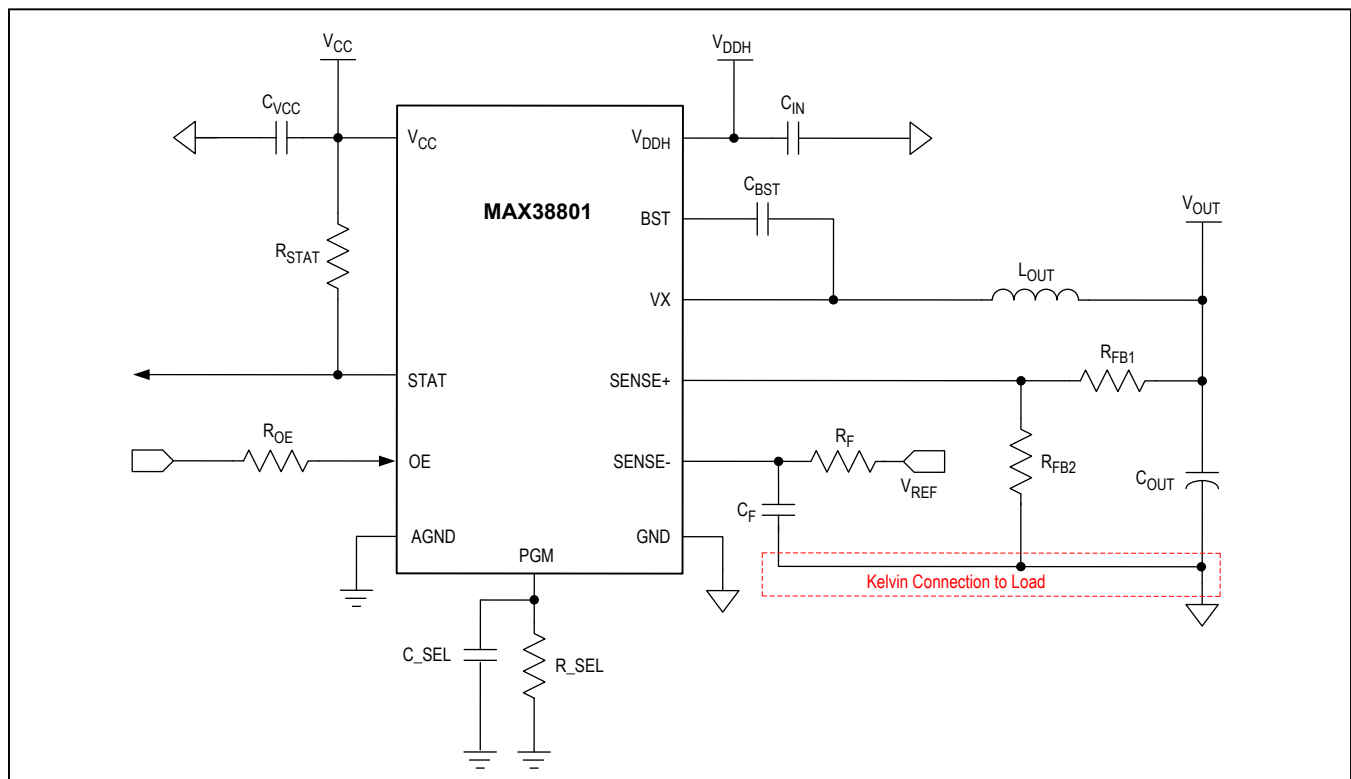 VCC
VDDH
CVCC
CIN
VCC
VDDH
MAX38801
CBST
BST
VOUT
RSTAT
LOUT
VX
RFB1
STAT
SENSE+
ROE
RF
OE
SENSE-
VREF
RFB2
COUT
CF
AGND
GND
PGM
Kelvin Connection to Load
C_SEL
R_SEL